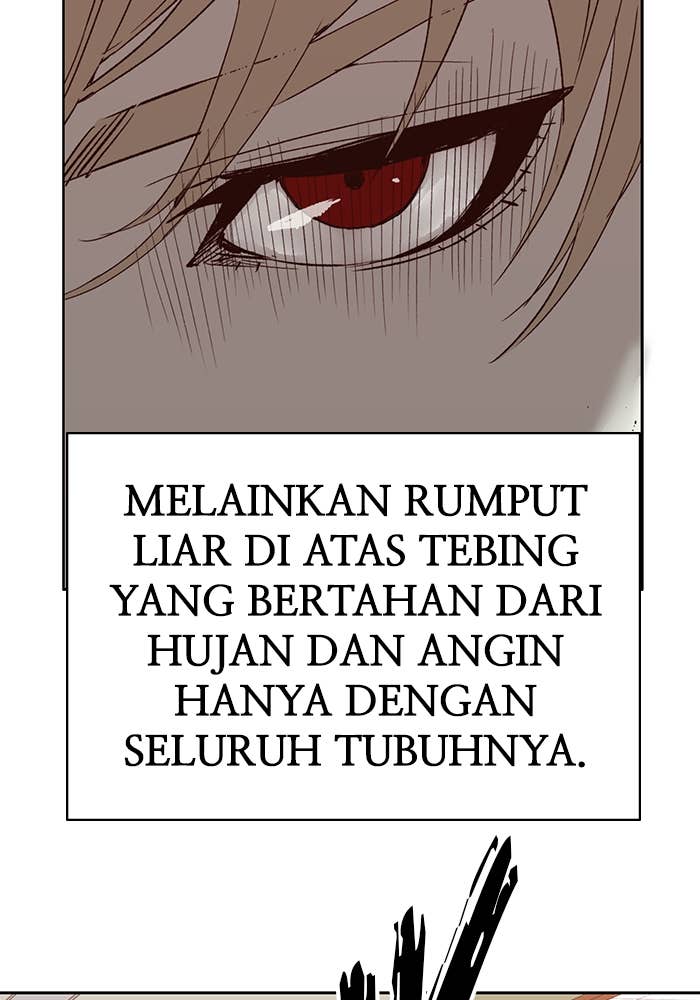 MELAINKAN RUMPUT
LIAR DI ATAS TEBING
YANG BERTAHAN DARI
HUJAN DAN ANGIN
HANYA DENGAN
SELURUH TUBUHNYA.